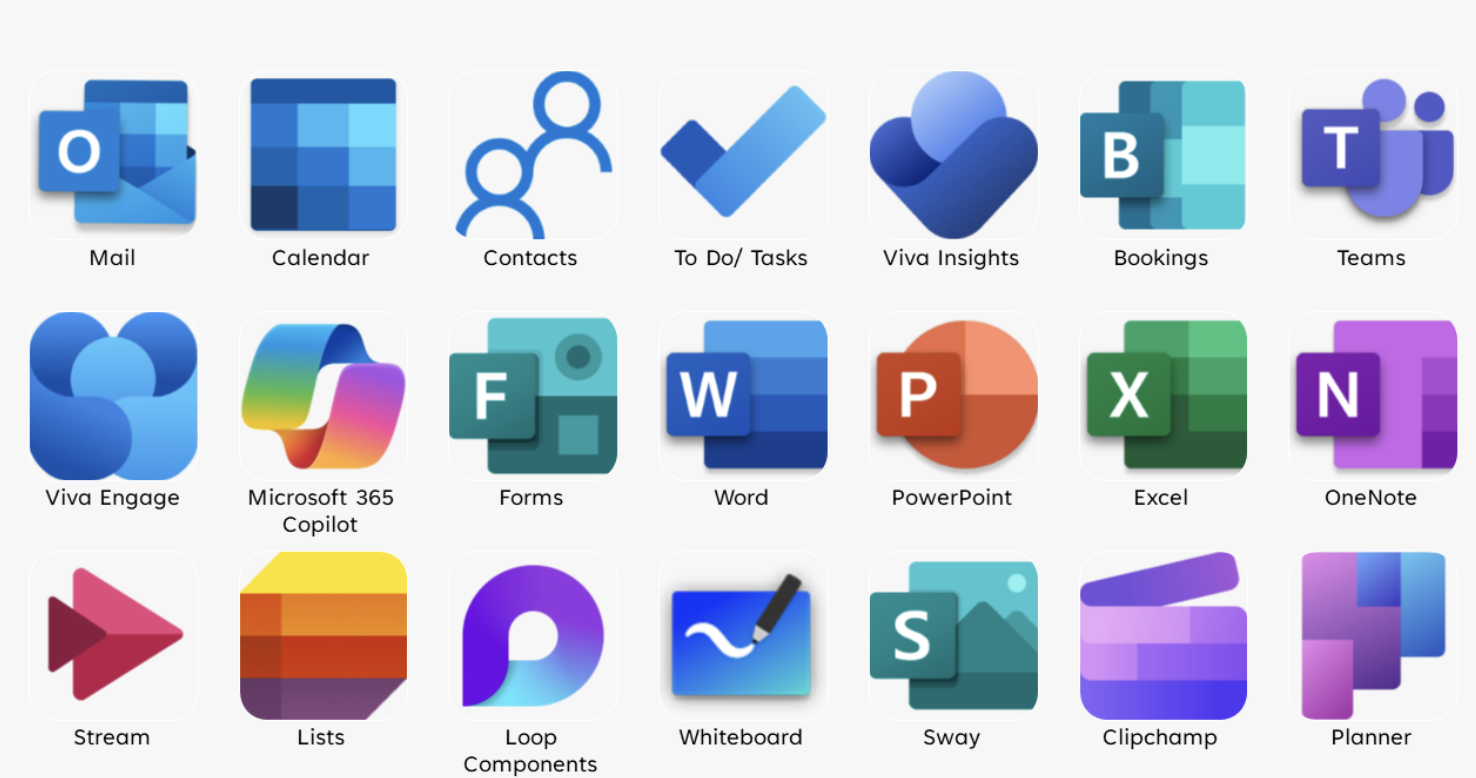 O
B
T
Mail
Calendar
Contacts
To Do/ Tasks
Viva Insights
Bookings
Teams
F
W
P
X
N
Viva Engage
Microsoft 365
Copilot
Forms
Word
PowerPoint
Excel
OneNote
S
Stream
Lists
Loop
Components
Whiteboard
Sway
Clipchamp
Planner